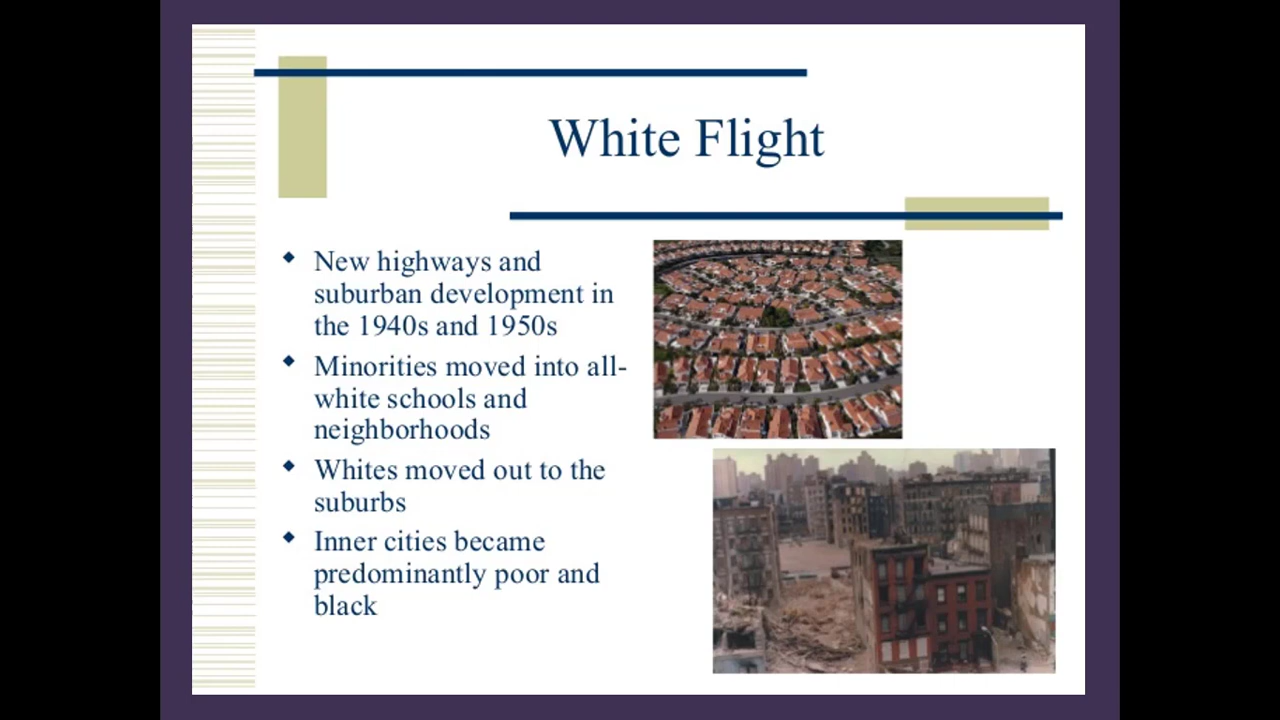 White Flight
New highways and
suburban development in
the 1940s and 1950s
Minorities moved into all-
white schools and
neighborhoods
Whites moved out to the
suburbs
Inner cities became
predominantly poor and
black